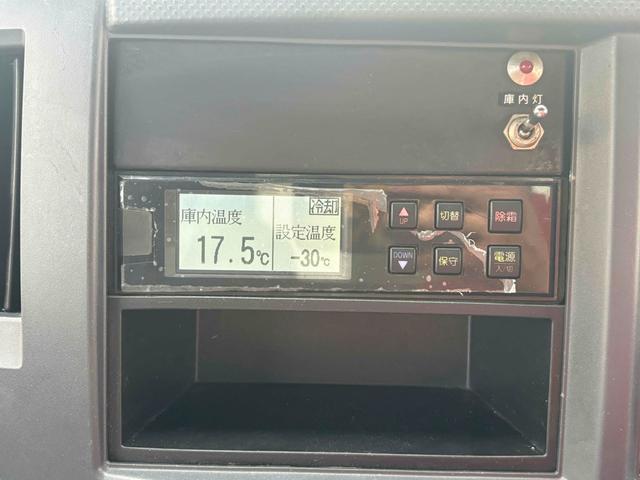 庫内灯
冷却
庫内温度
設定温度
17.5℃
-30℃
UP
切替
除霜
DOWN
保守
電源
入/切